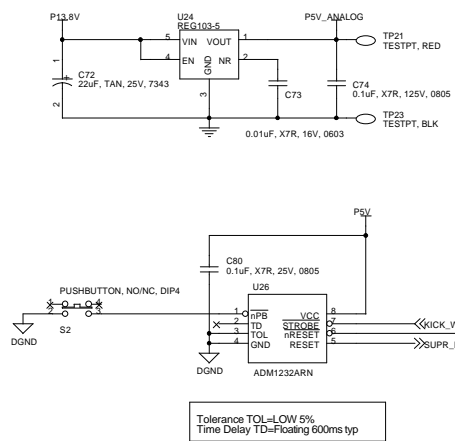 P13.8V
U24
REG103-5
P5V_ANALOG
5 VIN VOUT 1
4 EN NR 2
GND
3
TP21
TESTPT, RED
1
C72
22uF, TAN, 25V, 7343
2
C73
C74
0.1uF, X7R, 125V, 0805
TP23
TESTPT, BLK
0.01uF, X7R, 16V, 0603
P5V
C80
0.1uF, X7R, 25V, 0805
U26
PUSHBUTTON, NO/NC, DIP4
1 4
2 3
S2
DGND
1 nPB VCC 8
2 TD STROBE 7
3 TOL nRESET 6
4 GND RESET 5
KICK_W
SUPR_
DGND
ADM1232ARN
Tolerance TOL=LOW 5%
Time Delay TD=Floating 600ms typ